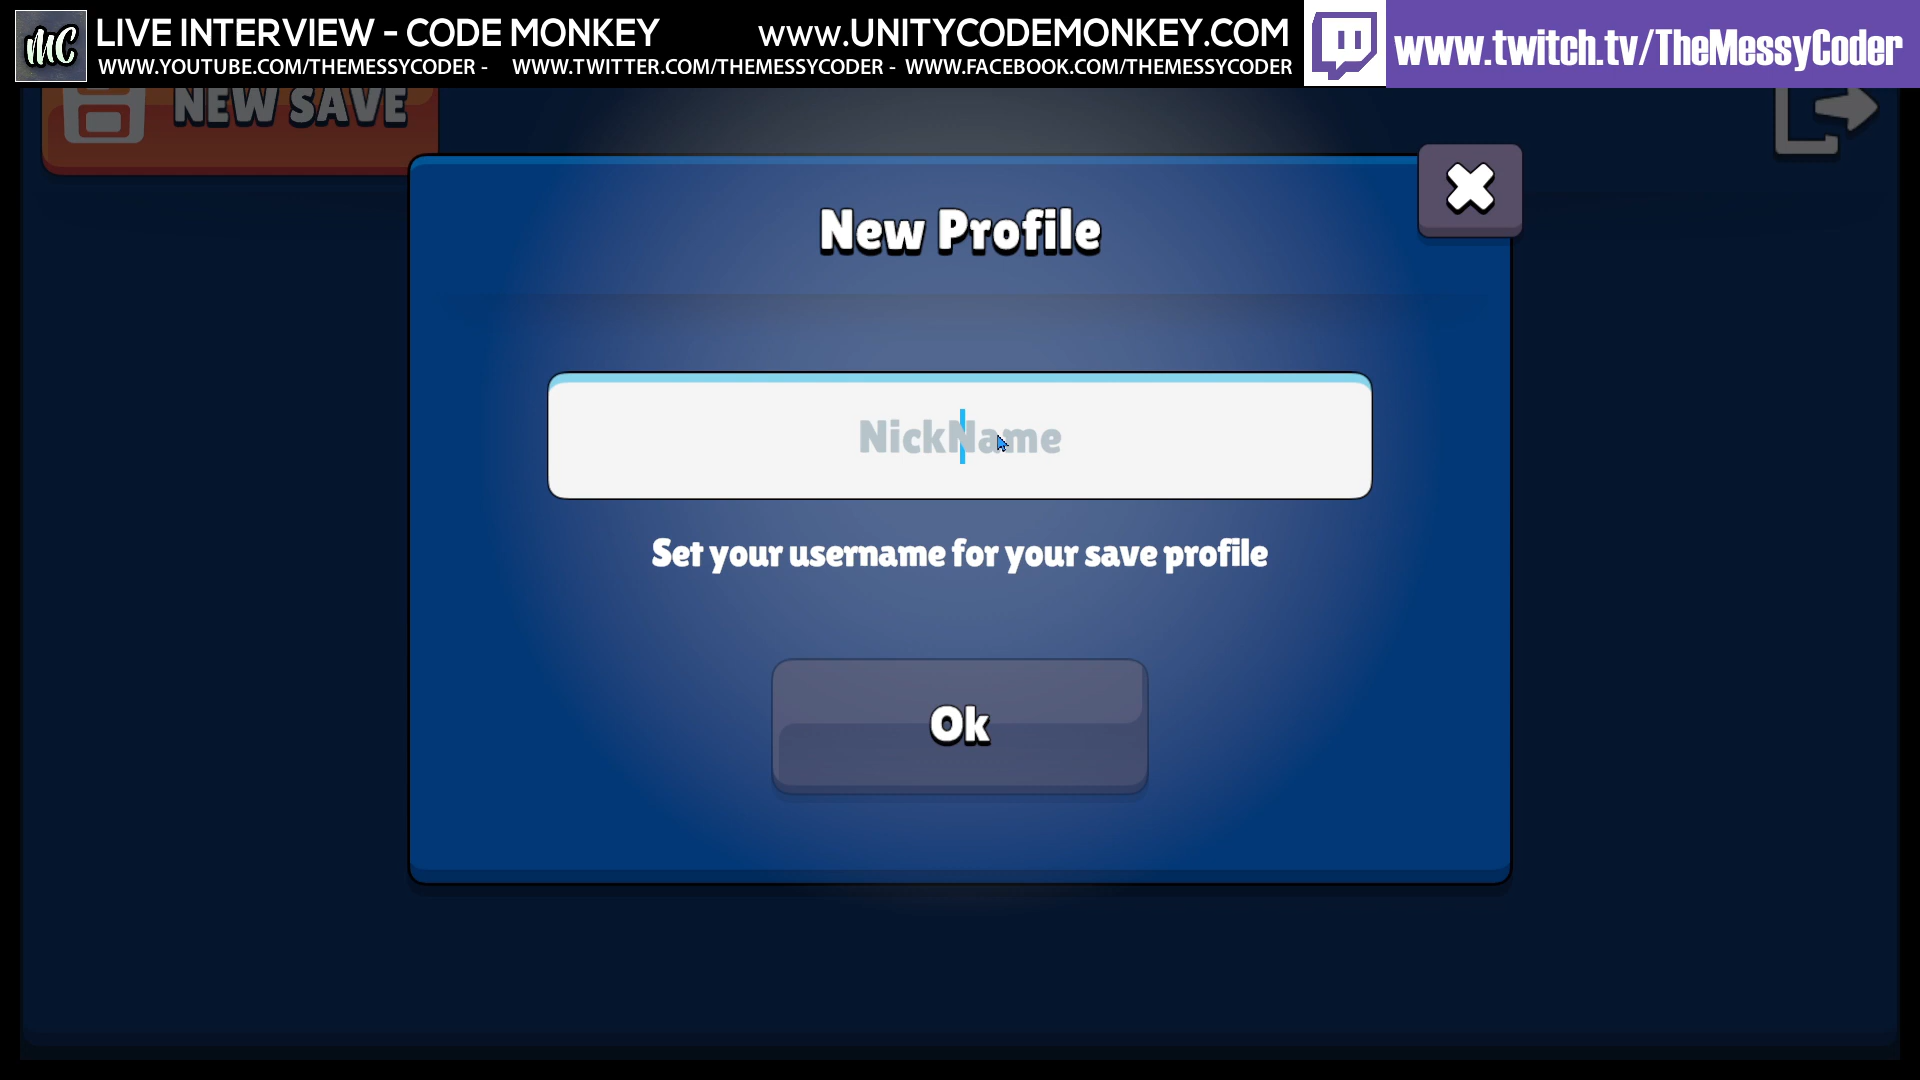 MC
LIVE INTERVIEW - CODE MONKEY
www.UNITYCODEMONKEY.COM
www.twitch.tv/TheMessyCoder
WWW.YOUTUBE.COM/THEMESSYCODER - WWW.TWITTER.COM/THEMESSYCODER - WWW.FACEBOOK.COM/THEMESSYCODER
NEW SAVE
New Profile
NickName
Set your username for your save profile
Ok